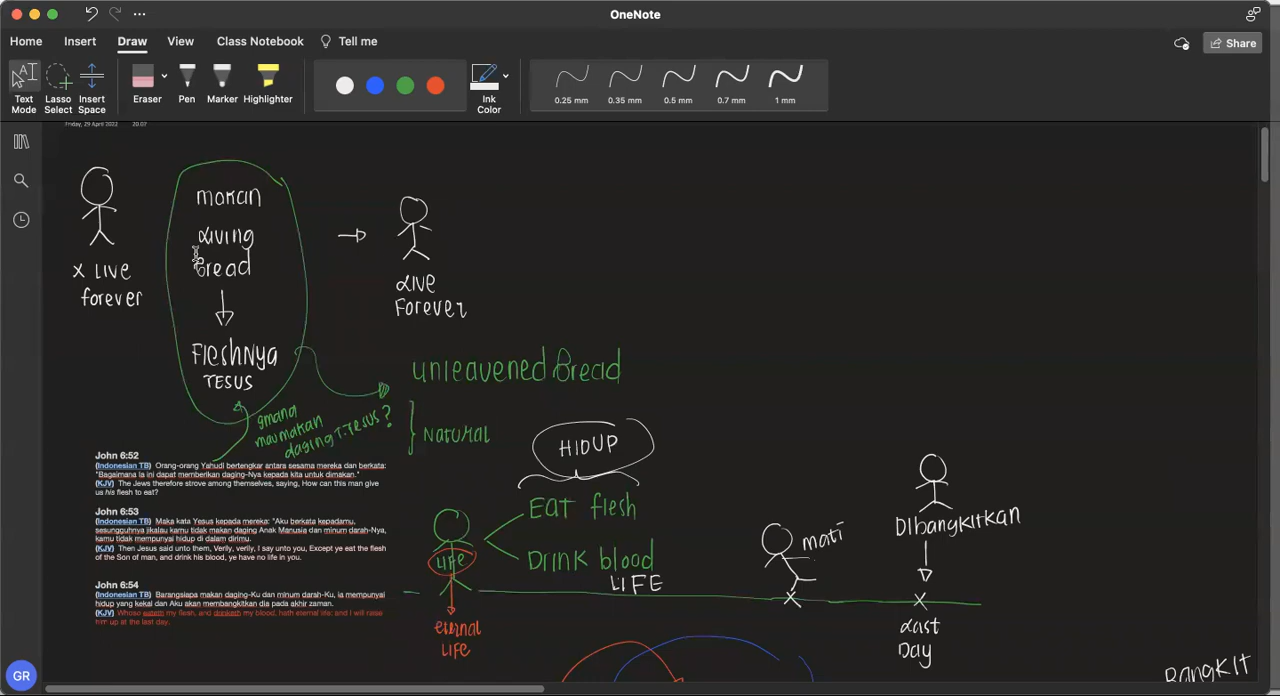 OneNote
Home Insert Draw View Class Notebook Tell me
Share
Text Mode
Lasso Select
Insert Space
Eraser
Pen
Marker
Highlighter
Ink Color
0.25 mm
0.35 mm
0.5 mm
0.7 mm
1 mm
Friday, 29 April 2022 20.07
x Live
forever
makan
Living
Bread
FleshNya
YESUS
Live
Forever
unleavened Bread
gmana
mau makan
daging T.Yesus?
Natural
HIDUP
Eat flesh
Drink blood
LIFE
LIFE
eternal
LIFE
mati
Dibangkitkan
Last
Day
Bangkit
John 6:52
(Indonesian TB) Orang-orang Yahudi bertengkar antara sesama mereka dan berkata:
"Bagaimana Ia ini dapat memberikan daging-Nya kepada kita untuk dimakan."
(KJV) The Jews therefore strove among themselves, saying, How can this man give
us his flesh to eat?
John 6:53
(Indonesian TB) Maka kata Yesus kepada mereka: "Aku berkata kepadamu,
sesungguhnya jikalau kamu tidak makan daging Anak Manusia dan minum darah-Nya,
kamu tidak mempunyai hidup di dalam dirimu.
(KJV) Then Jesus said unto them, Verily, verily, I say unto you, Except ye eat the flesh
of the Son of man, and drink his blood, ye have no life in you.
John 6:54
(Indonesian TB) Barangsiapa makan daging-Ku dan minum darah-Ku, ia mempunyai
hidup yang kekal dan Aku akan membangkitkan dia pada akhir zaman.
(KJV) Whoso eateth my flesh, and drinketh my blood, hath eternal life; and I will raise
him up at the last day.
GR